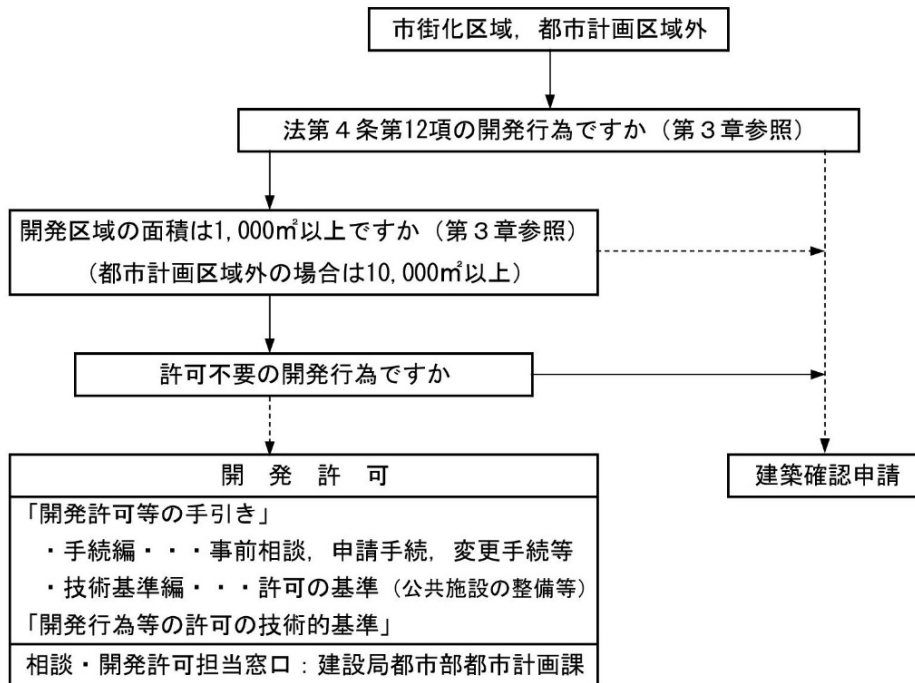 市街化区域，都市計画区域外
法第４条第12項の開発行為ですか（第３章参照）
開発区域の面積は1,000㎡以上ですか（第３章参照）
（都市計画区域外の場合は10,000㎡以上）
許可不要の開発行為ですか
開　発　許　可
建築確認申請
「開発許可等の手引き」
・手続編・・・事前相談，申請手続，変更手続等
・技術基準編・・・許可の基準（公共施設の整備等）
「開発行為等の許可の技術的基準」
相談・開発許可担当窓口：建設局都市部都市計画課